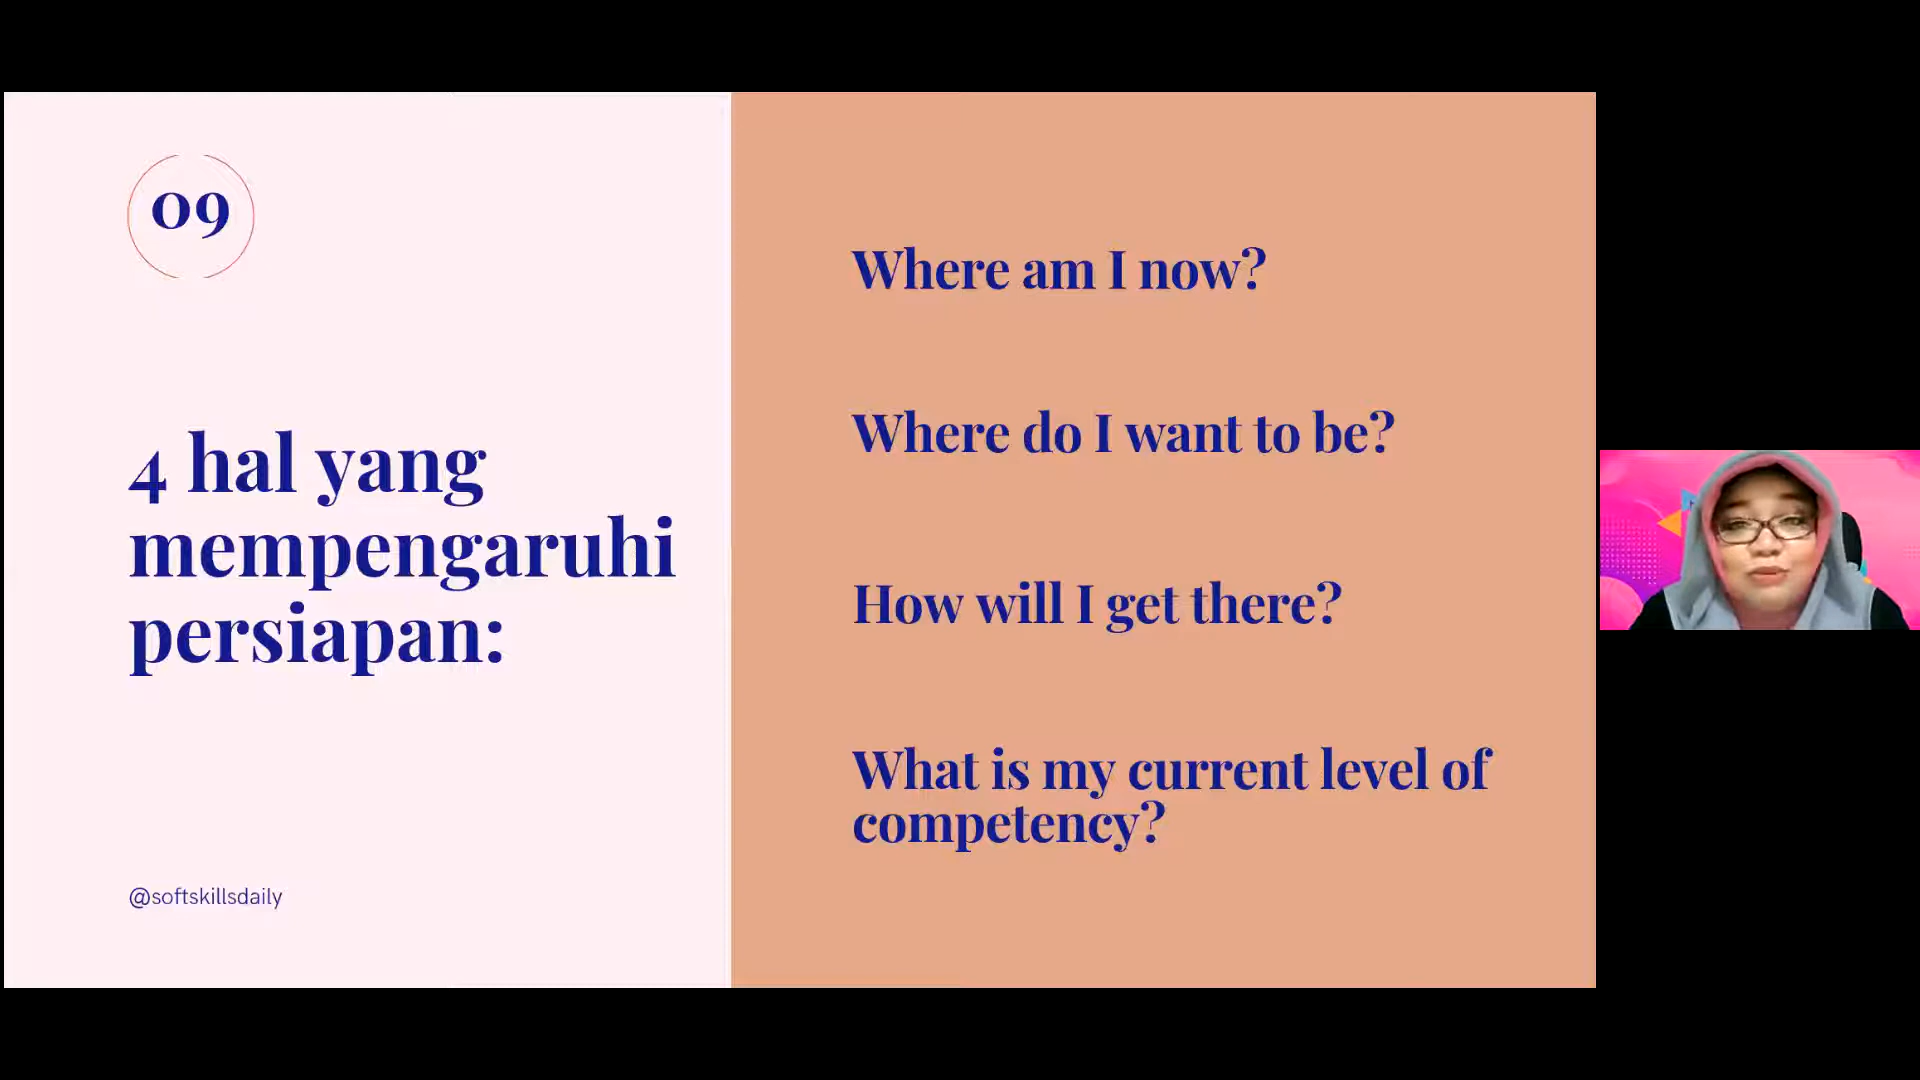 09
4 hal yang
mempengaruhi
persiapan:
@softskillsdaily
Where am I now?
Where do I want to be?
How will I get there?
What is my current level of
competency?